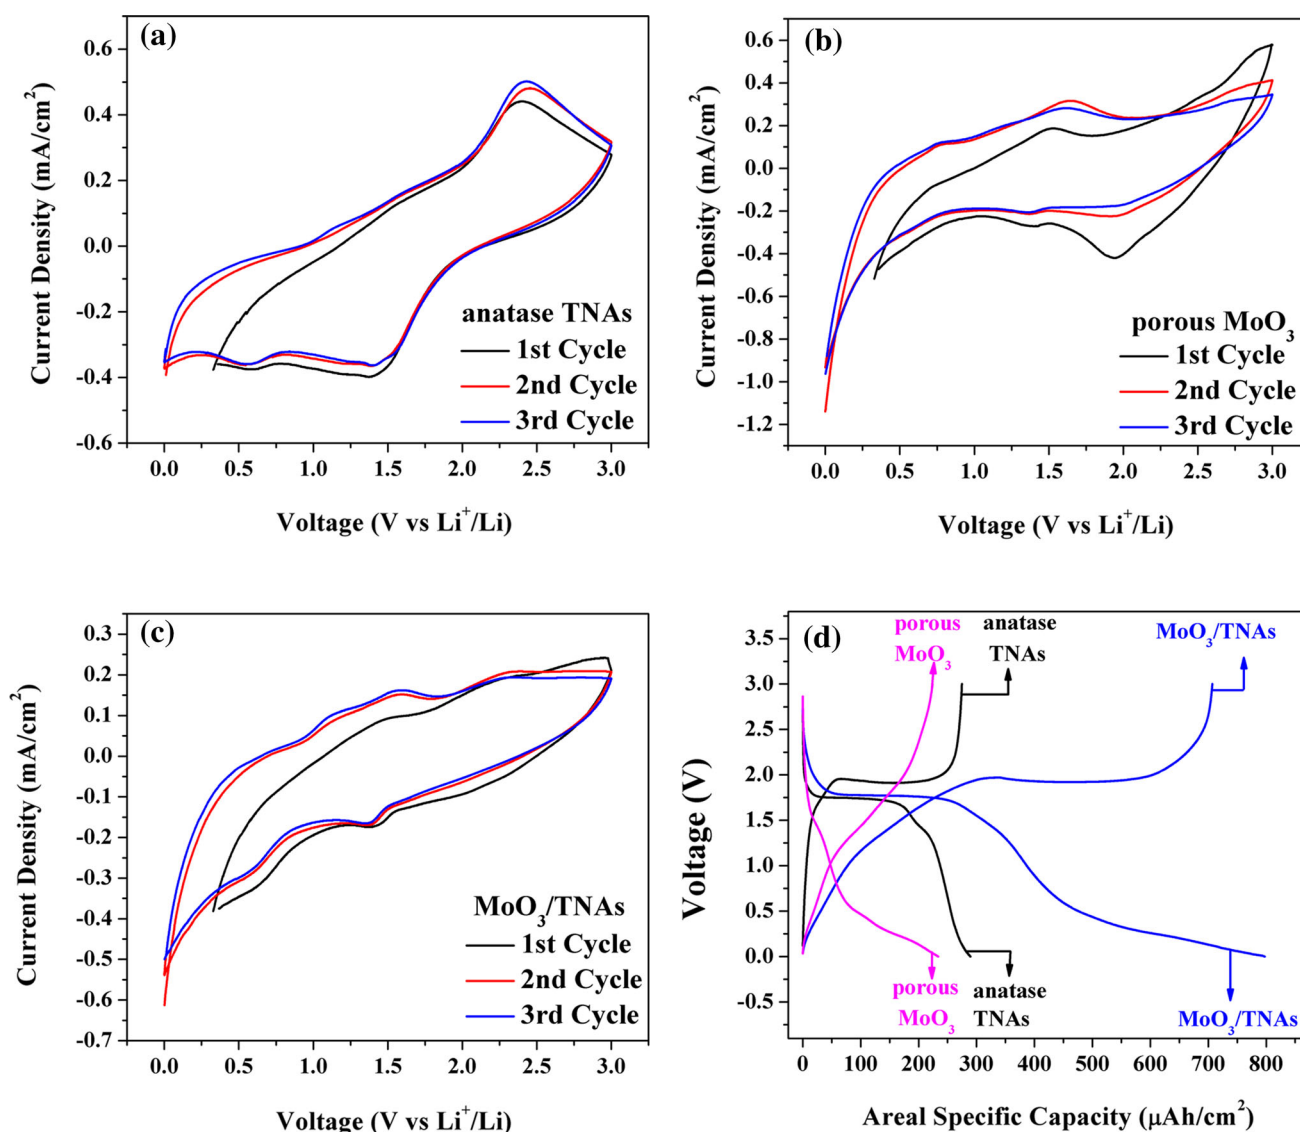 (a)
0.6
0.4
0.2
0.0
-0.2
-0.4
-0.6
Current Density (mA/cm²)
anatase TNAs
1st Cycle
2nd Cycle
3rd Cycle
0.0 0.5 1.0 1.5 2.0 2.5 3.0
Voltage (V vs Li⁺/Li)
(b)
0.6
0.4
0.2
0.0
-0.2
-0.4
-0.6
-0.8
-1.0
-1.2
Current Density (mA/cm²)
porous MoO₃
1st Cycle
2nd Cycle
3rd Cycle
0.0 0.5 1.0 1.5 2.0 2.5 3.0
Voltage (V vs Li⁺/Li)
(c)
0.3
0.2
0.1
0.0
-0.1
-0.2
-0.3
-0.4
-0.5
-0.6
-0.7
Current Density (mA/cm²)
MoO₃/TNAs
1st Cycle
2nd Cycle
3rd Cycle
0.0 0.5 1.0 1.5 2.0 2.5 3.0
Voltage (V vs Li⁺/Li)
(d)
3.5
3.0
2.5
2.0
1.5
1.0
0.5
0.0
-0.5
Voltage (V)
porous
MoO₃
anatase
TNAs
MoO₃/TNAs
porous
MoO₃
anatase
TNAs
MoO₃/TNAs
0 100 200 300 400 500 600 700 800
Areal Specific Capacity (μAh/cm²)